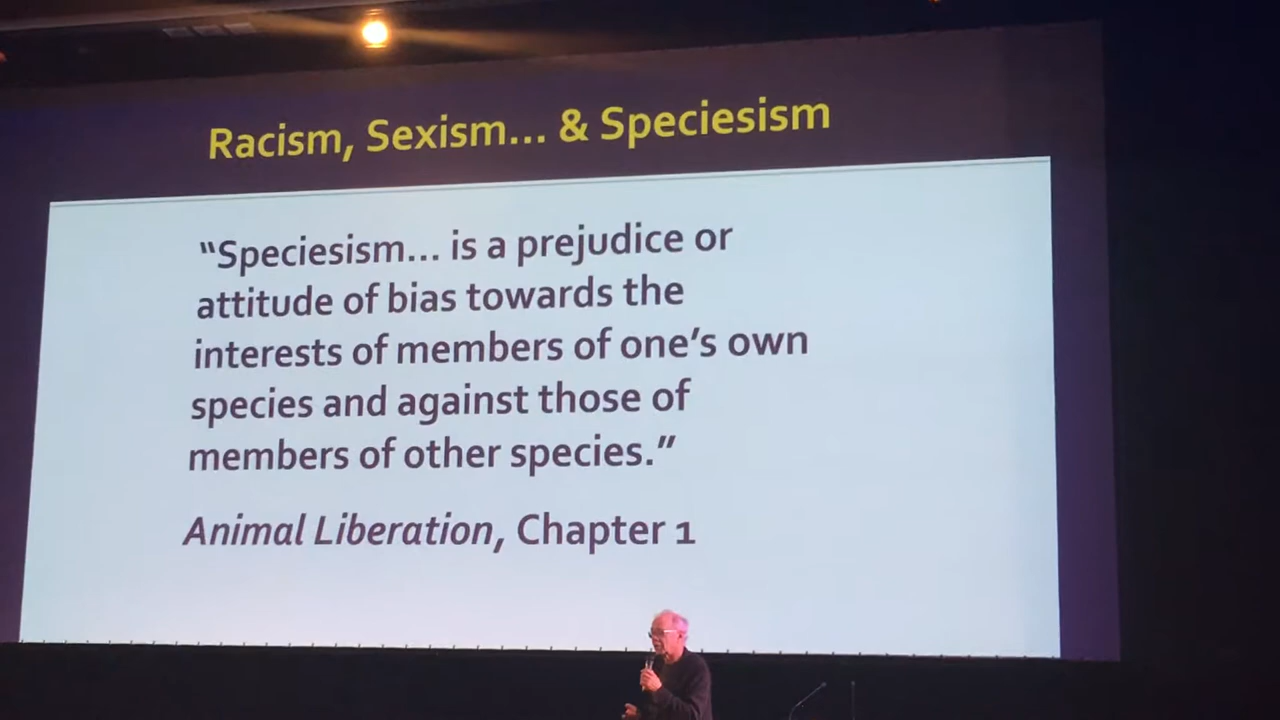 Racism, Sexism... & Speciesism
“Speciesism... is a prejudice or
attitude of bias towards the
interests of members of one’s own
species and against those of
members of other species.”
Animal Liberation, Chapter 1